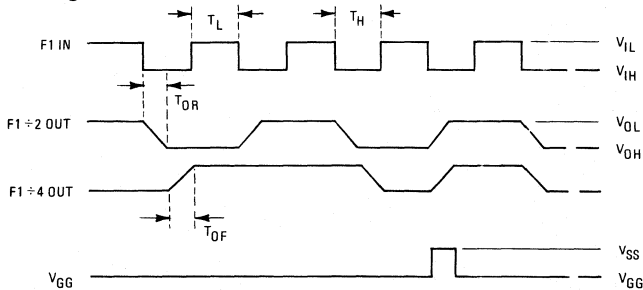 T_L
T_H
F1 IN
V_IL
V_IH
T_OR
F1 ÷2 OUT
V_OL
V_OH
F1 ÷4 OUT
T_OF
V_SS
V_GG
V_GG